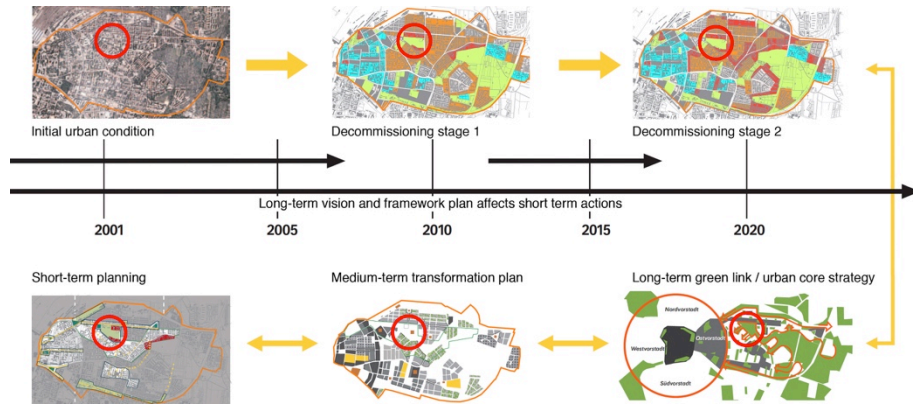 Initial urban condition
Decommissioning stage 1
Decommissioning stage 2
Long-term vision and framework plan affects short term actions
2001
2005
2010
2015
2020
Short-term planning
Medium-term transformation plan
Long-term green link / urban core strategy
Nordvorstadt
Westvorstadt
Ostvorstadt
Südvorstadt